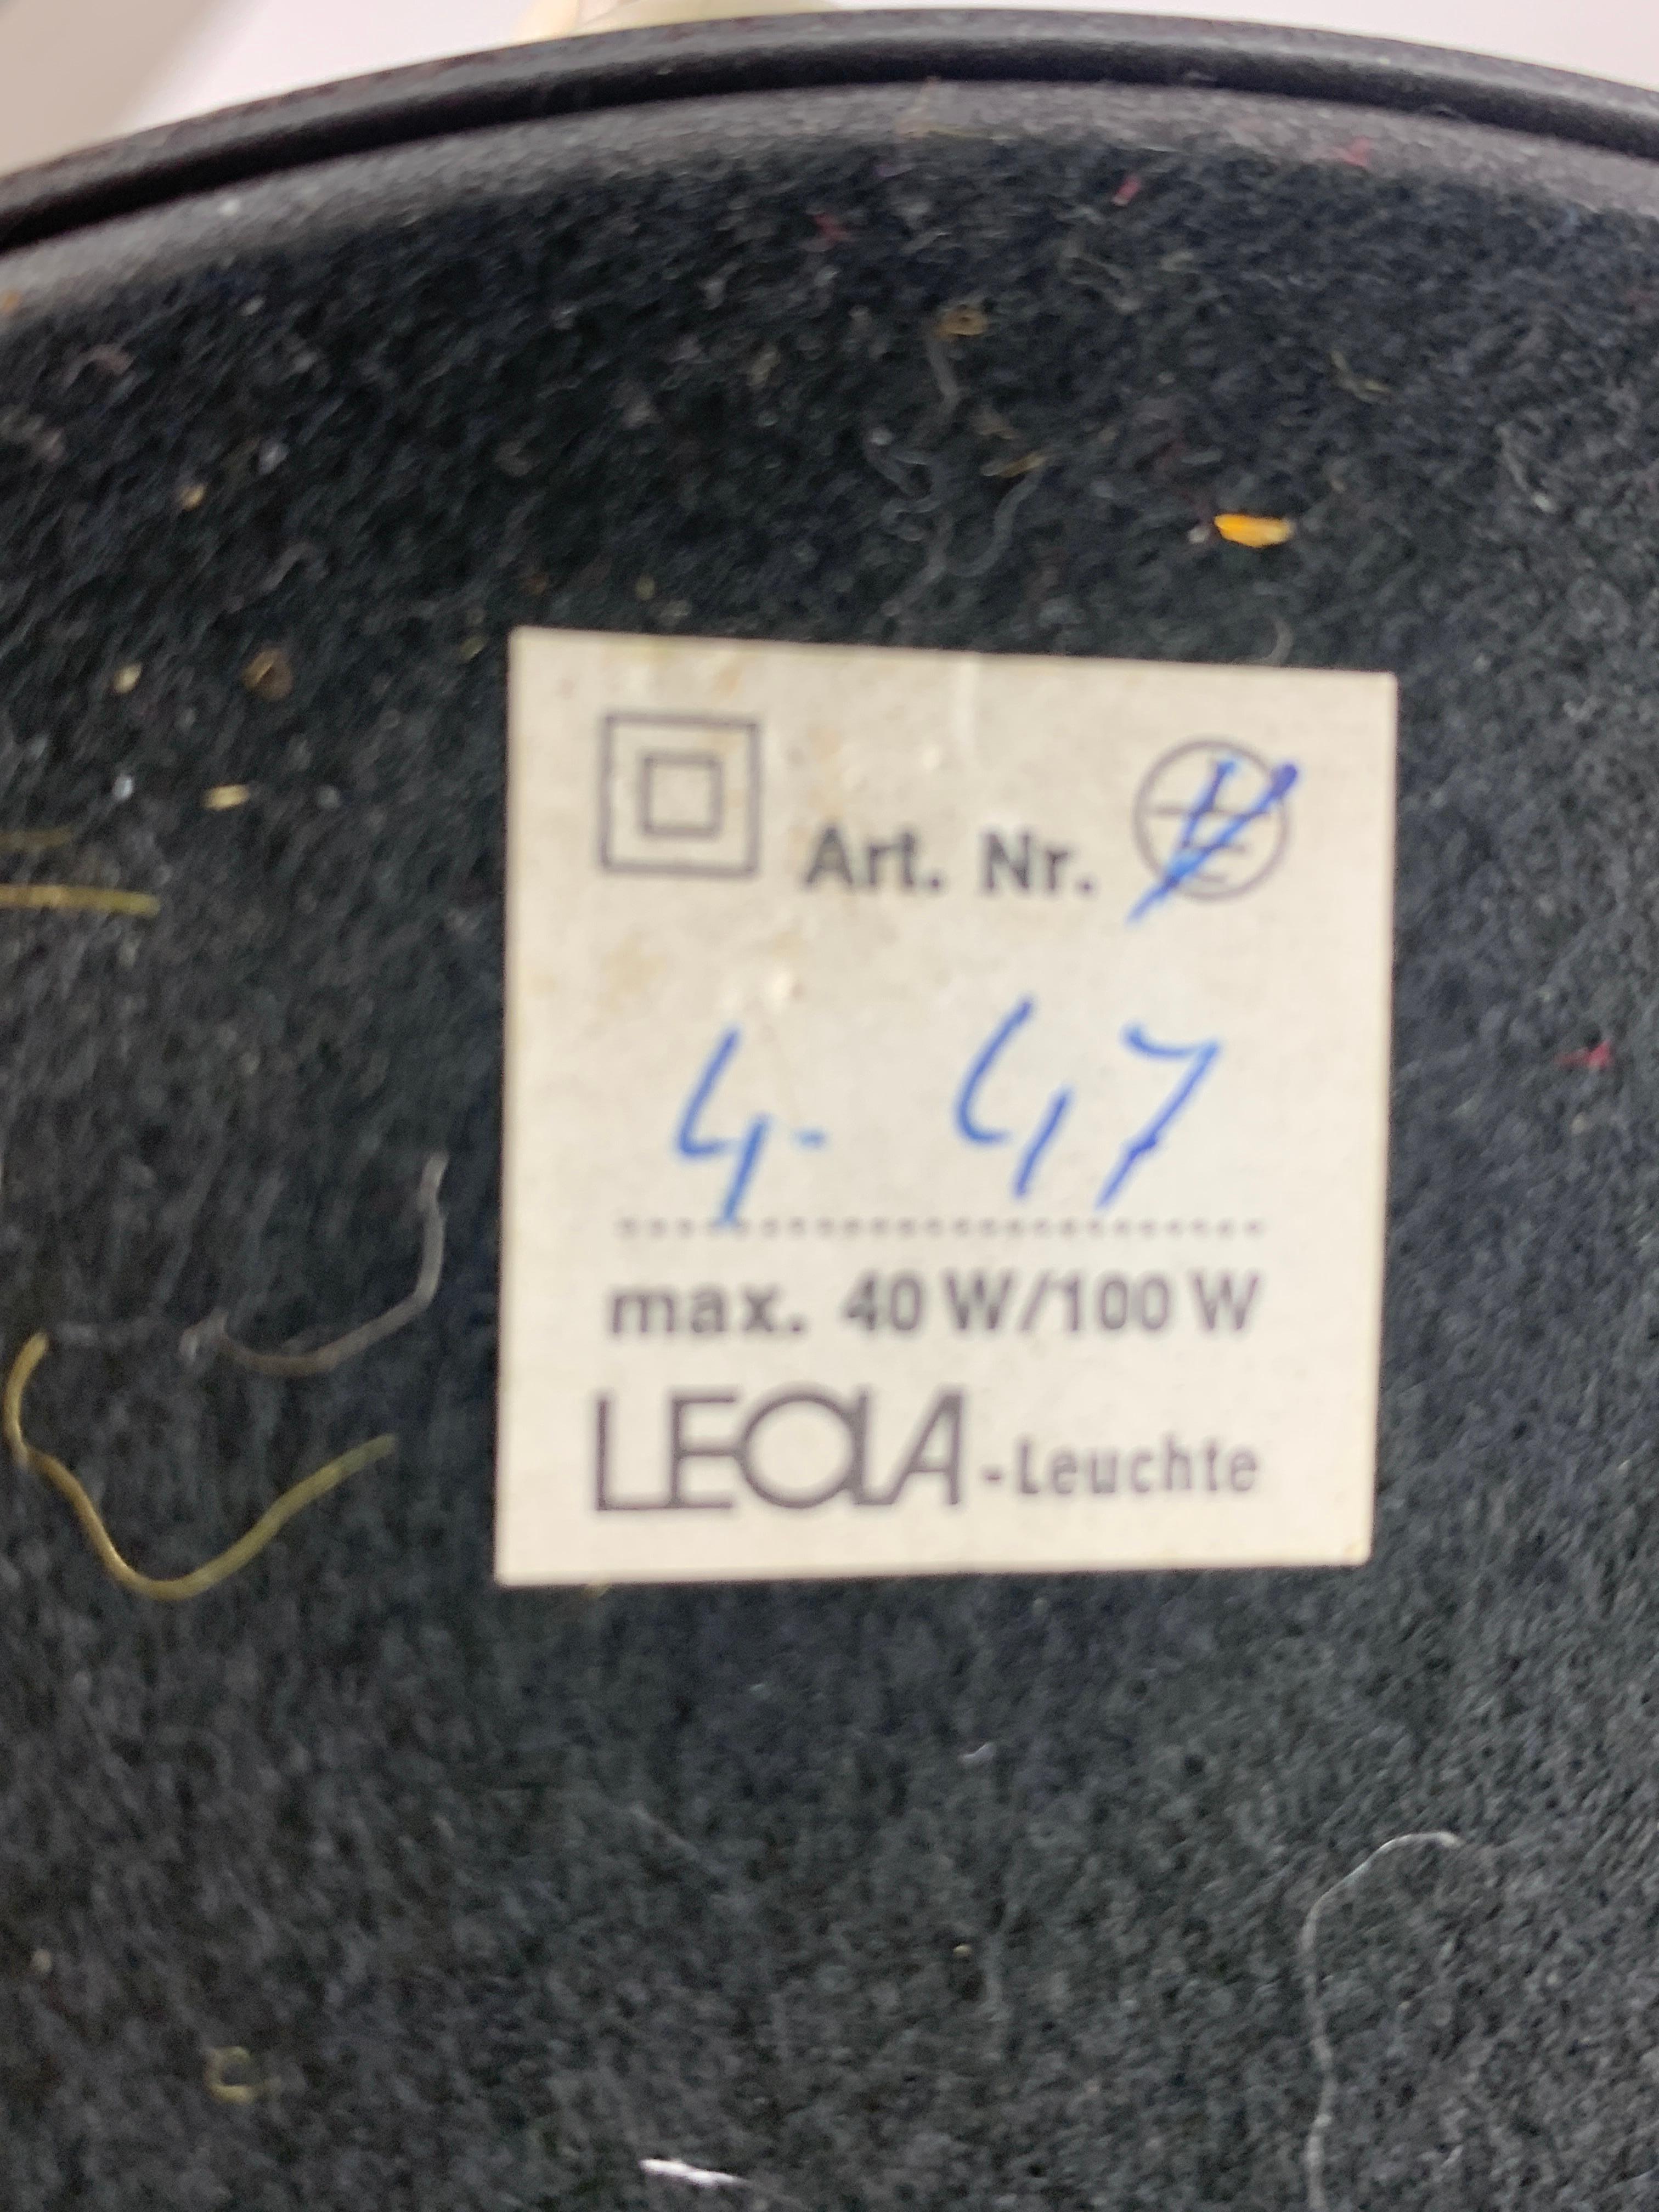 Art. Nr.
4. 47
max. 40 W/100 W
LEOLA -Leuchte